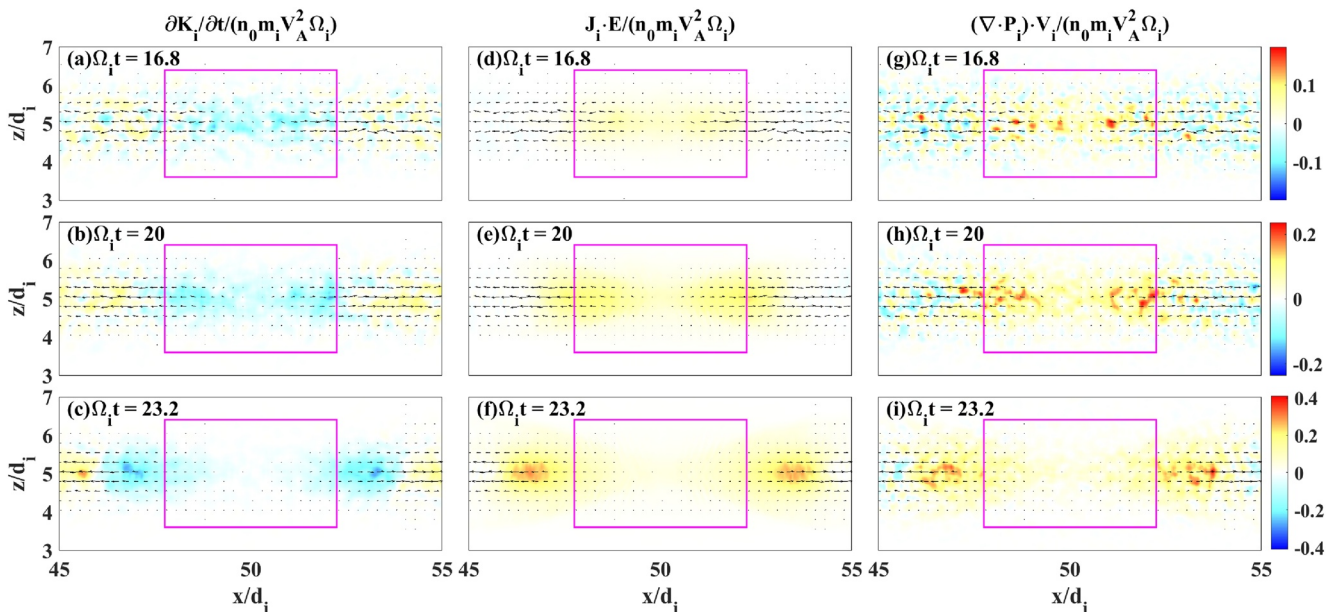 ∂K_i/∂t/(n_0m_iV_A^2Ω_i)
J_i·E/(n_0m_iV_A^2Ω_i)
(∇·P_i)·V_i/(n_0m_iV_A^2Ω_i)
7
6
5
4
3
z/d_i
(a)Ω_it = 16.8
(d)Ω_it = 16.8
(g)Ω_it = 16.8
0.1
0
-0.1
7
6
5
4
3
z/d_i
(b)Ω_it = 20
(e)Ω_it = 20
(h)Ω_it = 20
0.2
0
-0.2
7
6
5
4
3
z/d_i
(c)Ω_it = 23.2
(f)Ω_it = 23.2
(i)Ω_it = 23.2
0.4
0.2
0
-0.2
-0.4
45 50 55
45 50 55
45 50 55
x/d_i
x/d_i
x/d_i